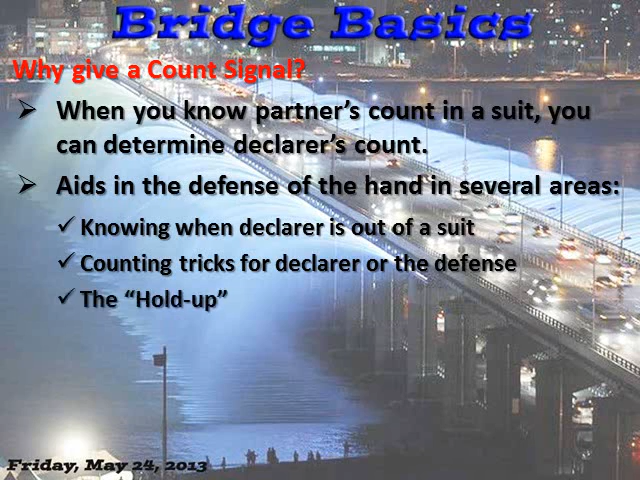 Bridge Basics
Why give a Count Signal?
➢ When you know partner’s count in a suit, you
can determine declarer’s count.
➢ Aids in the defense of the hand in several areas:
✓ Knowing when declarer is out of a suit
✓ Counting tricks for declarer or the defense
✓ The “Hold-up”
Friday, May 24, 2013